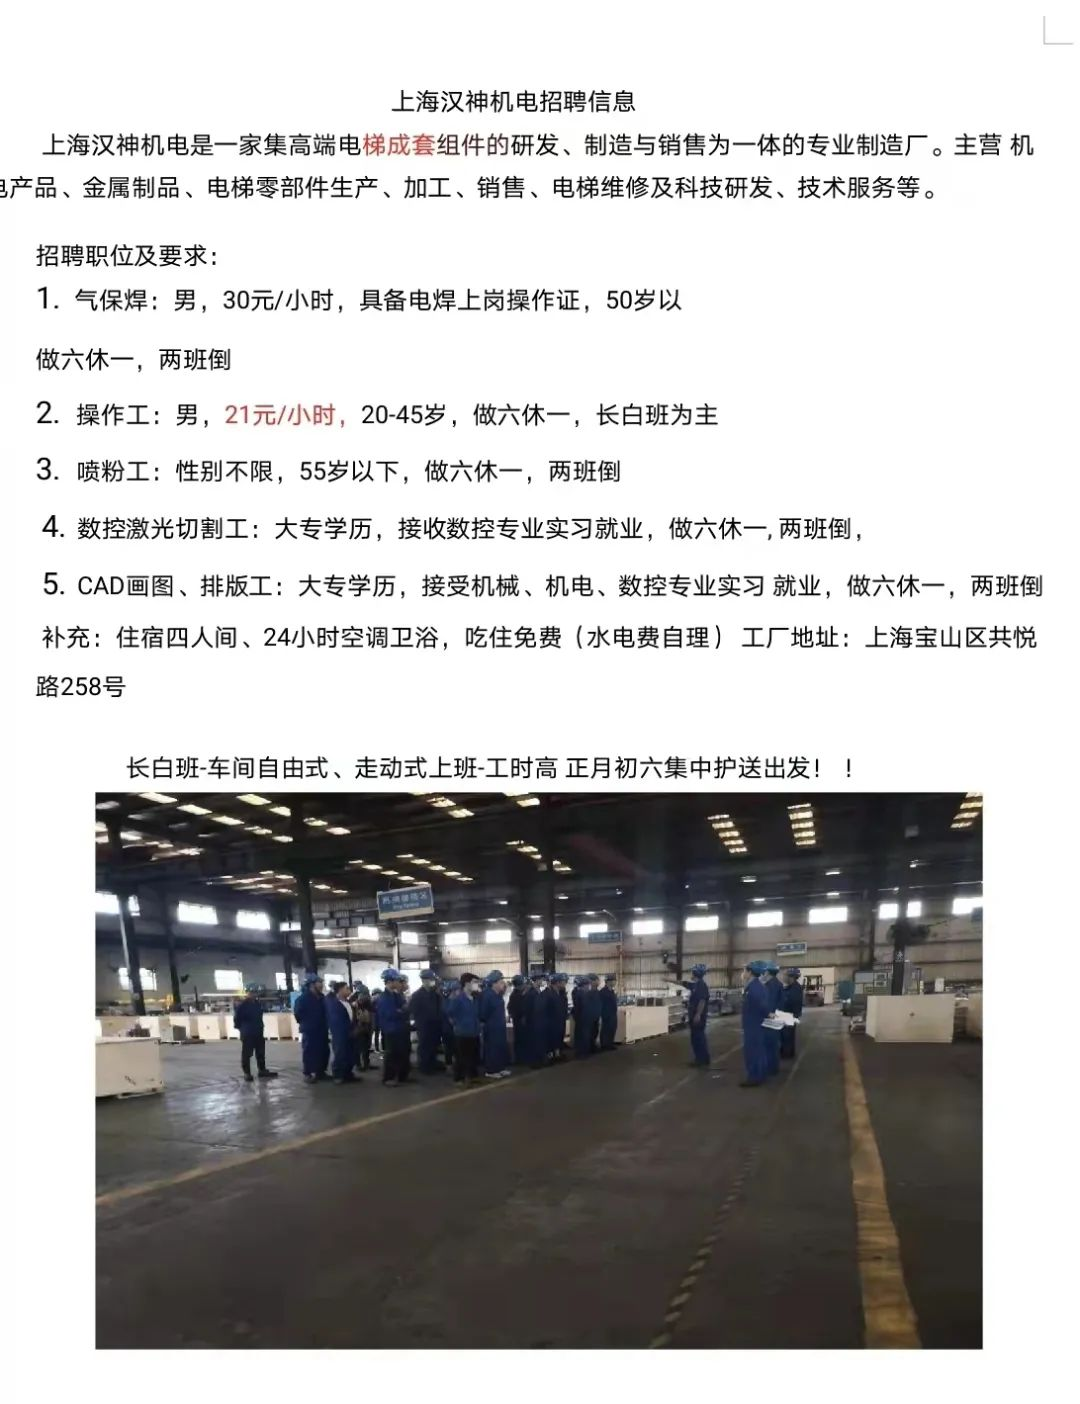 上海汉神机电招聘信息
上海汉神机电是一家集高端电梯成套组件的研发、制造与销售为一体的专业制造厂。主营 机
电产品、金属制品、电梯零部件生产、加工、销售、电梯维修及科技研发、技术服务等。
招聘职位及要求：
1. 气保焊：男，30元/小时，具备电焊上岗操作证，50岁以
做六休一，两班倒
2. 操作工：男，21元/小时，20-45岁，做六休一，长白班为主
3. 喷粉工：性别不限，55岁以下，做六休一，两班倒
4. 数控激光切割工：大专学历，接收数控专业实习就业，做六休一, 两班倒，
5. CAD画图、排版工：大专学历，接受机械、机电、数控专业实习 就业，做六休一，两班倒
补充：住宿四人间、24小时空调卫浴，吃住免费（水电费自理） 工厂地址：上海宝山区共悦
路258号
长白班-车间自由式、走动式上班-工时高 正月初六集中护送出发！ ！